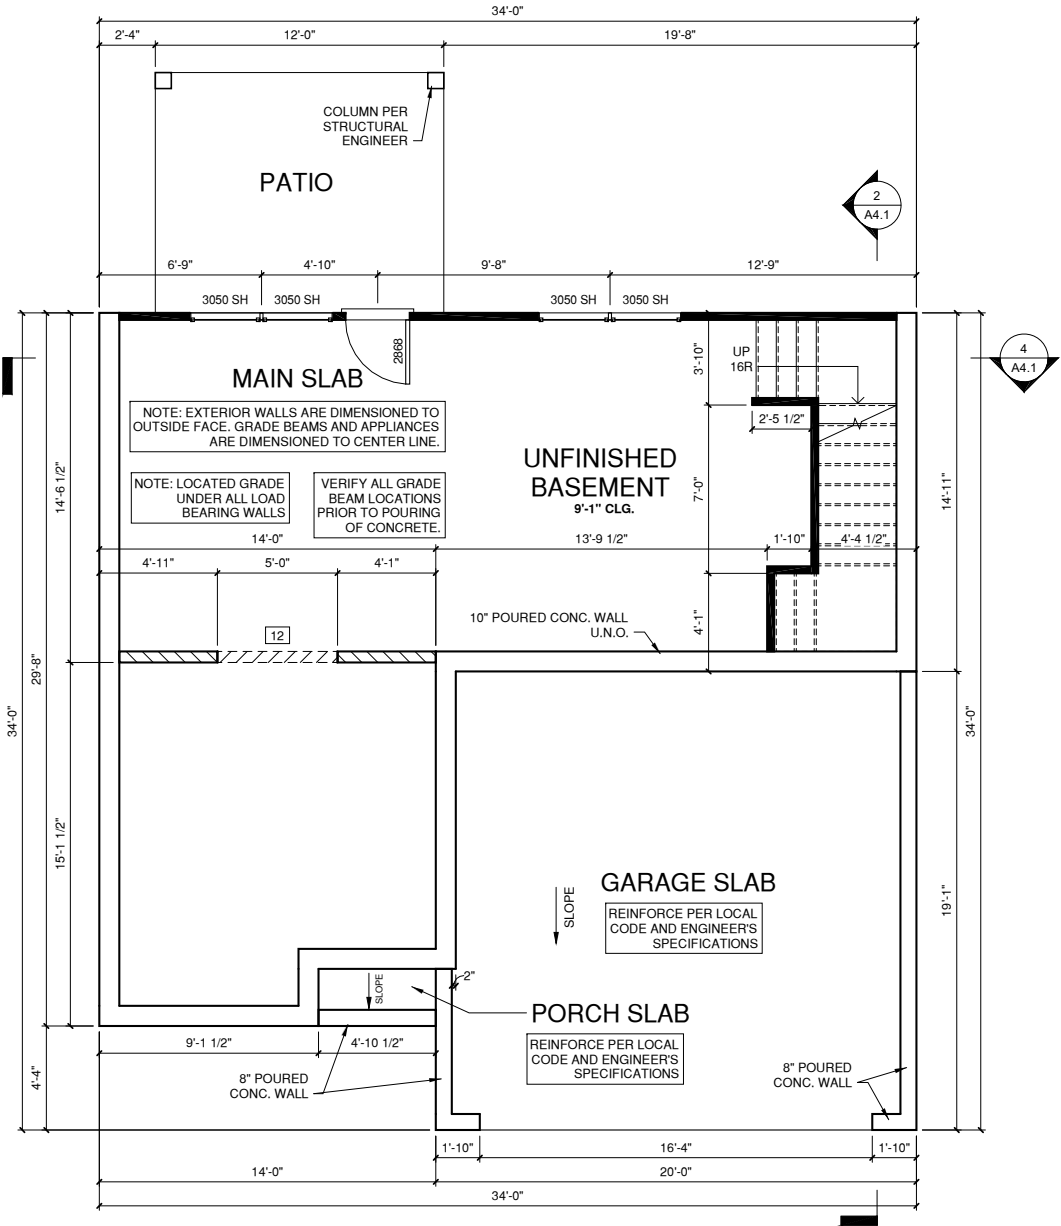 34'-0"
2'-4"
12'-0"
19'-8"
COLUMN PER
STRUCTURAL
ENGINEER
PATIO
2
A4.1
6'-9"
4'-10"
9'-8"
12'-9"
3050 SH
3050 SH
3050 SH
3050 SH
2868
3'-10"
UP
16R
4
A4.1
MAIN SLAB
NOTE: EXTERIOR WALLS ARE DIMENSIONED TO
OUTSIDE FACE. GRADE BEAMS AND APPLIANCES
ARE DIMENSIONED TO CENTER LINE.
2'-5 1/2"
UNFINISHED
BASEMENT
9'-1" CLG.
NOTE: LOCATED GRADE
UNDER ALL LOAD
BEARING WALLS
VERIFY ALL GRADE
BEAM LOCATIONS
PRIOR TO POURING
OF CONCRETE.
14'-6 1/2"
7'-0"
14'-11"
14'-0"
13'-9 1/2"
1'-10"
4'-4 1/2"
4'-11"
5'-0"
4'-1"
12
10" POURED CONC. WALL
U.N.O.
4'-1"
29'-8"
34'-0"
34'-0"
15'-1 1/2"
GARAGE SLAB
REINFORCE PER LOCAL
CODE AND ENGINEER'S
SPECIFICATIONS
SLOPE
19'-1"
2"
SLOPE
PORCH SLAB
REINFORCE PER LOCAL
CODE AND ENGINEER'S
SPECIFICATIONS
9'-1 1/2"
4'-10 1/2"
4'-4"
8" POURED
CONC. WALL
8" POURED
CONC. WALL
1'-10"
16'-4"
1'-10"
14'-0"
20'-0"
34'-0"